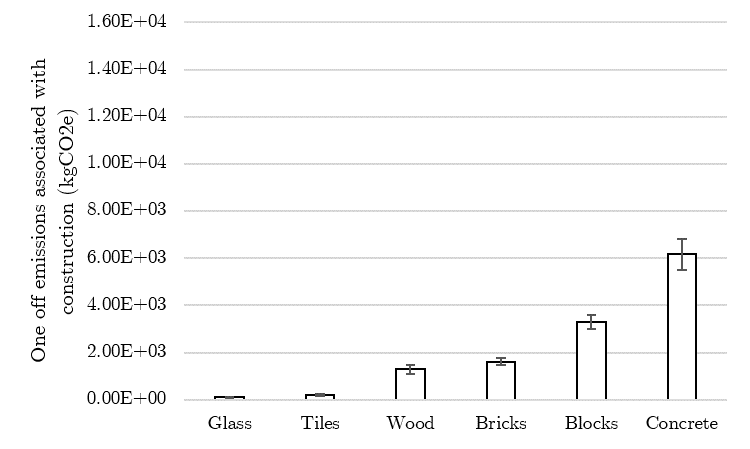 One off emissions associated with
construction (kgCO2e)
1.60E+04
1.40E+04
1.20E+04
1.00E+04
8.00E+03
6.00E+03
4.00E+03
2.00E+03
0.00E+00
Glass Tiles Wood Bricks Blocks Concrete